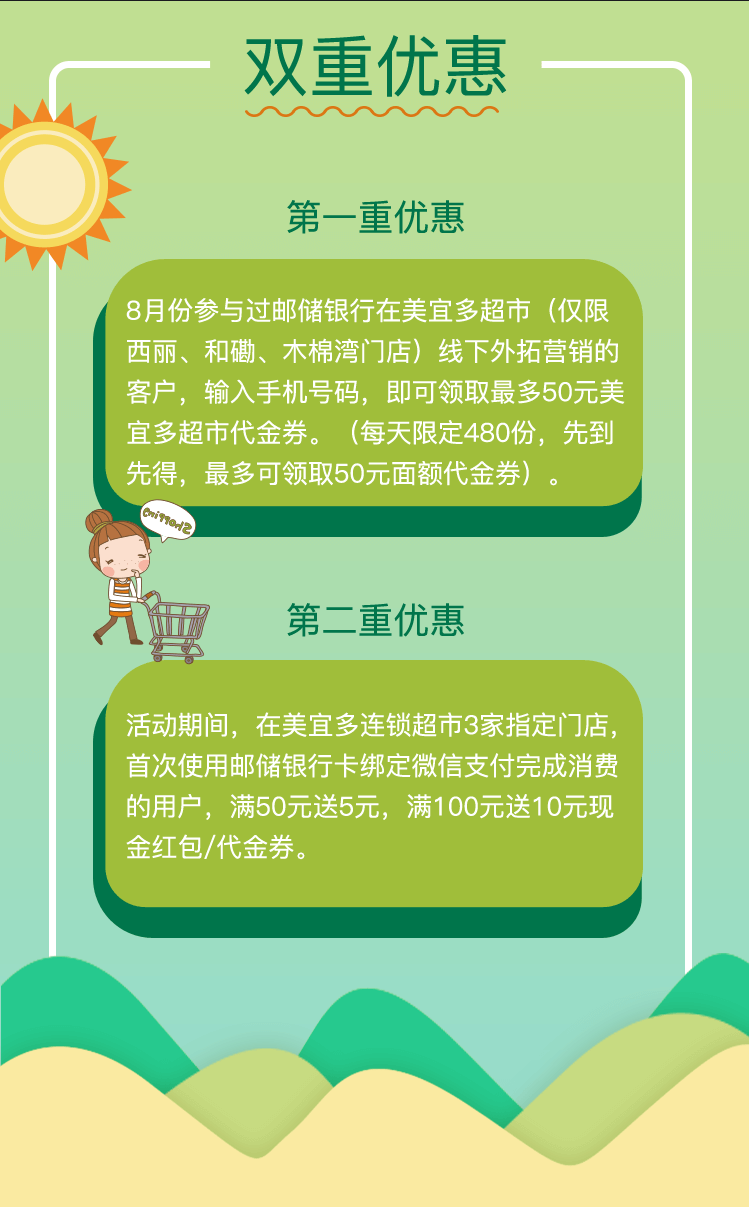 双重优惠
第一重优惠
8月份参与过邮储银行在美宜多超市（仅限
西丽、和磡、木棉湾门店）线下外拓营销的
客户，输入手机号码，即可领取最多50元美
宜多超市代金券。（每天限定480份，先到
先得，最多可领取50元面额代金券）。
Shopping
第二重优惠
活动期间，在美宜多连锁超市3家指定门店，
首次使用邮储银行卡绑定微信支付完成消费
的用户，满50元送5元，满100元送10元现
金红包/代金券。